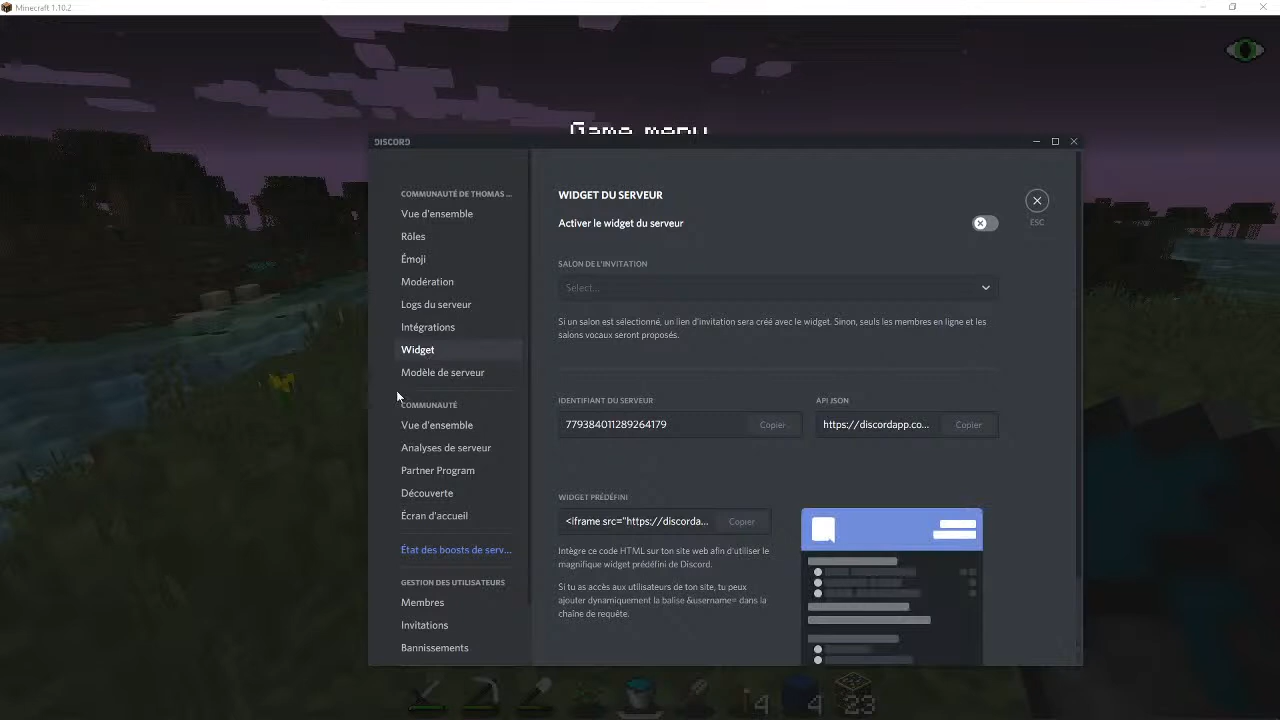 Minecraft 1.10.2
Game menu
DISCORD
COMMUNAUTÉ DE THOMAS ...
Vue d'ensemble
Rôles
Émoji
Modération
Logs du serveur
Intégrations
Widget
Modèle de serveur
COMMUNAUTÉ
Vue d'ensemble
Analyses de serveur
Partner Program
Découverte
Écran d'accueil
État des boosts de serv...
GESTION DES UTILISATEURS
Membres
Invitations
Bannissements
WIDGET DU SERVEUR
Activer le widget du serveur
ESC
SALON DE L'INVITATION
Select...
Si un salon est sélectionné, un lien d'invitation sera créé avec le widget. Sinon, seuls les membres en ligne et les
salons vocaux seront proposés.
IDENTIFIANT DU SERVEUR
779384011289264179 Copier
API JSON
https://discordapp.co... Copier
WIDGET PRÉDÉFINI
<iframe src="https://discorda... Copier
Intègre ce code HTML sur ton site web afin d'utiliser le
magnifique widget prédéfini de Discord.
Si tu as accès aux utilisateurs de ton site, tu peux
ajouter dynamiquement la balise &username= dans la
chaîne de requête.
4 4 23